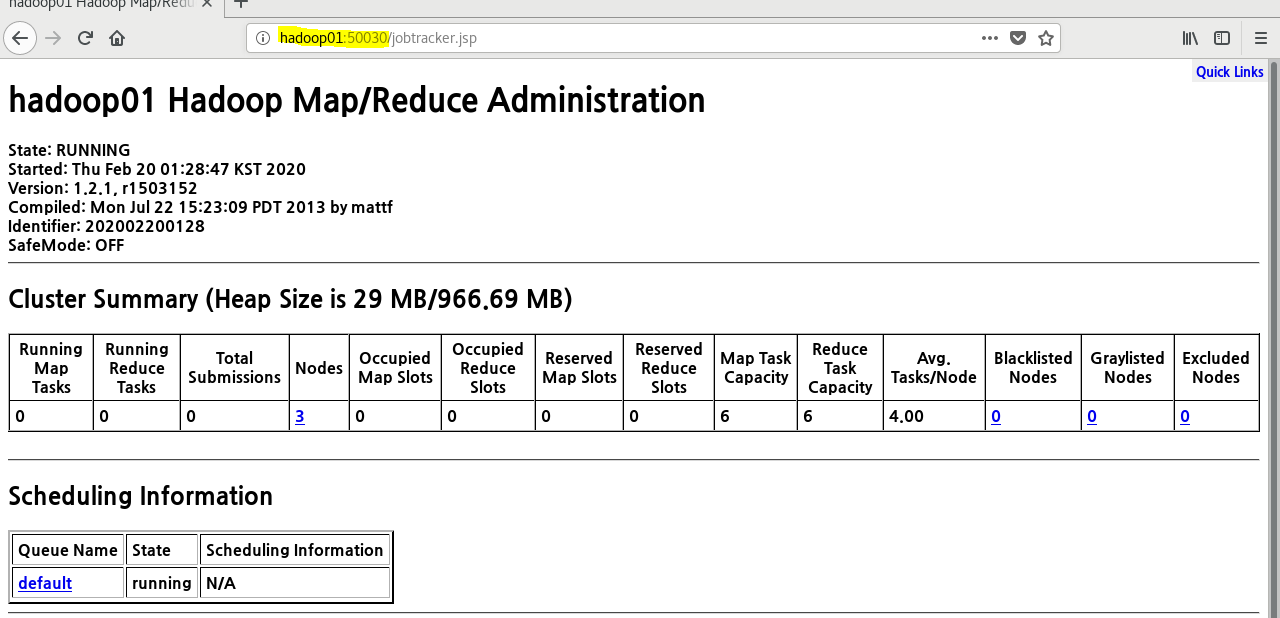 hadoop01 Hadoop Map/Redu
hadoop01:50030/jobtracker.jsp
Quick Links
hadoop01 Hadoop Map/Reduce Administration
State: RUNNING
Started: Thu Feb 20 01:28:47 KST 2020
Version: 1.2.1, r1503152
Compiled: Mon Jul 22 15:23:09 PDT 2013 by mattf
Identifier: 202002200128
SafeMode: OFF
Cluster Summary (Heap Size is 29 MB/966.69 MB)
Running Map Tasks Running Reduce Tasks Total Submissions Nodes Occupied Map Slots Occupied Reduce Slots Reserved Map Slots Reserved Reduce Slots Map Task Capacity Reduce Task Capacity Avg. Tasks/Node Blacklisted Nodes Graylisted Nodes Excluded Nodes
0 0 0 3 0 0 0 0 6 6 4.00 0 0 0
Scheduling Information
Queue Name State Scheduling Information
default running N/A